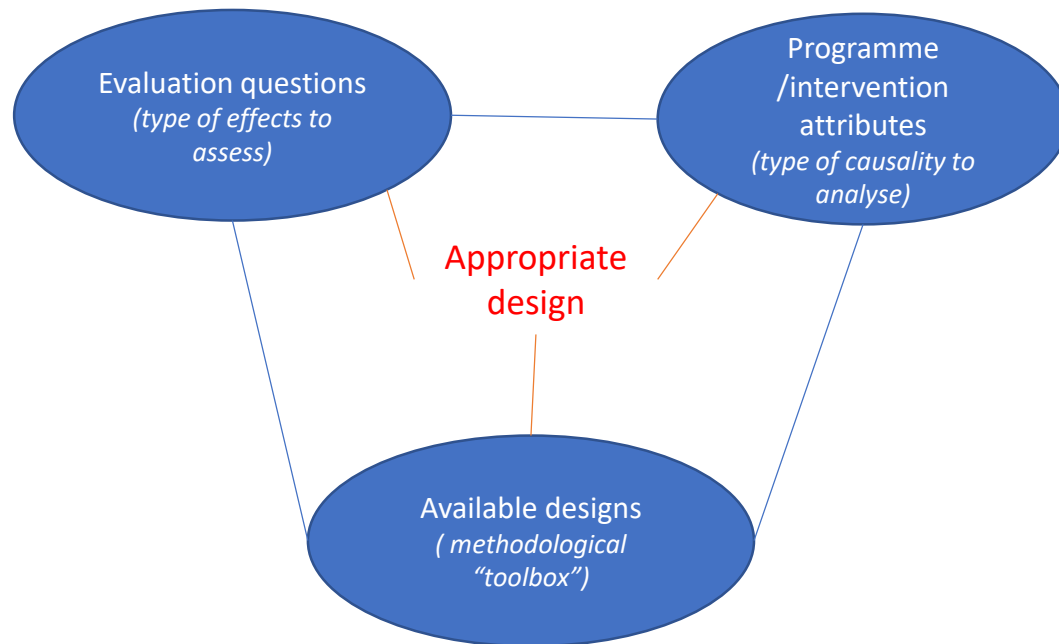 Evaluation questions
(type of effects to
assess)
Programme
/intervention
attributes
(type of causality to
analyse)
Appropriate
design
Available designs
( methodological
“toolbox”)